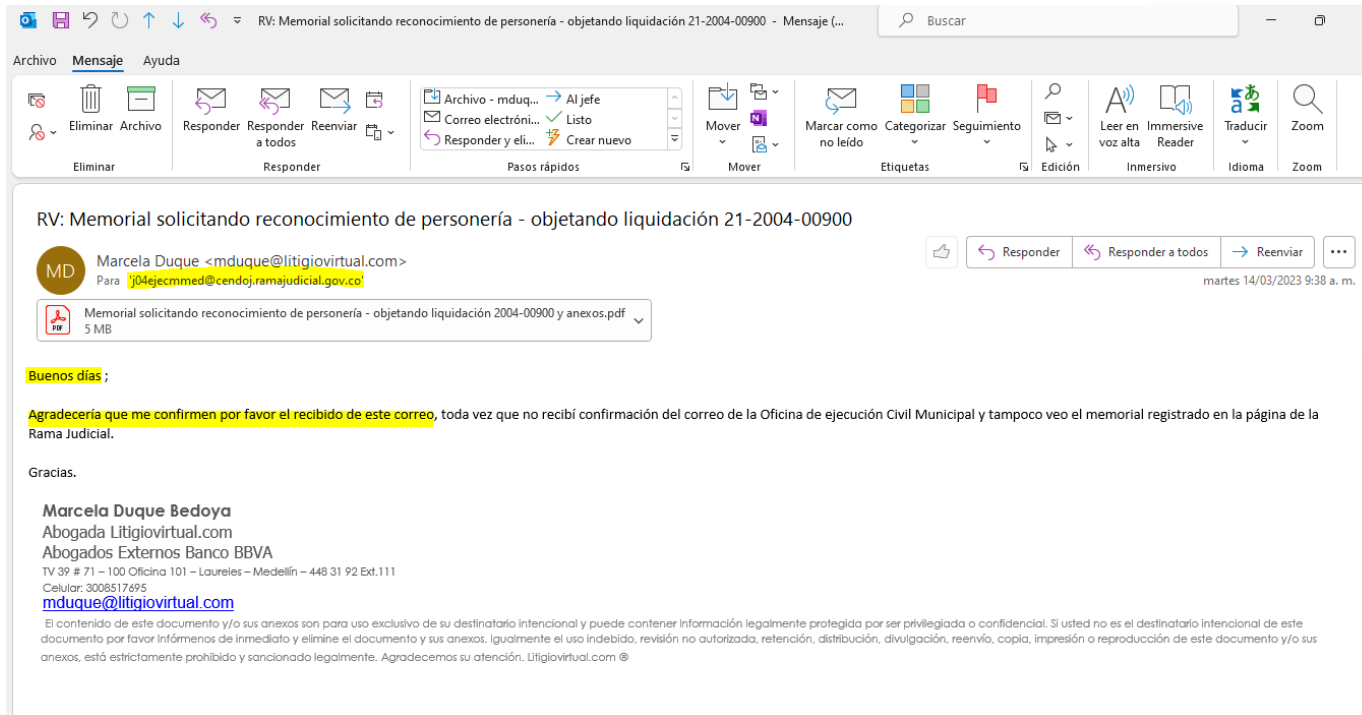 RV: Memorial solicitando reconocimiento de personería - objetando liquidación 21-2004-00900 - Mensaje (...
Buscar
Archivo Mensaje Ayuda
Eliminar Archivo
Responder Responder a todos Reenviar
Archivo - mduq... Al jefe
Correo electróni... Listo
Responder y eli... Crear nuevo
Mover
Marcar como no leído Categorizar Seguimiento
Leer en voz alta Immersive Reader
Traducir
Zoom
Eliminar Responder Pasos rápidos Mover Etiquetas Edición Inmersivo Idioma Zoom
RV: Memorial solicitando reconocimiento de personería - objetando liquidación 21-2004-00900
MD
Marcela Duque <mduque@litigiovirtual.com>
Para 'j04ejecmmed@cendoj.ramajudicial.gov.co'
Responder Responder a todos Reenviar
martes 14/03/2023 9:38 a. m.
PDF
Memorial solicitando reconocimiento de personería - objetando liquidación 2004-00900 y anexos.pdf
5 MB
Buenos días ;
Agradecería que me confirmen por favor el recibido de este correo, toda vez que no recibí confirmación del correo de la Oficina de ejecución Civil Municipal y tampoco veo el memorial registrado en la página de la
Rama Judicial.
Gracias.
Marcela Duque Bedoya
Abogada Litigiovirtual.com
Abogados Externos Banco BBVA
TV 39 # 71 – 100 Oficina 101 – Laureles – Medellín – 448 31 92 Ext.111
Celular: 3008517695
mduque@litigiovirtual.com
El contenido de este documento y/o sus anexos son para uso exclusivo de su destinatario intencional y puede contener Información legalmente protegida por ser privilegiada o confidencial. Si usted no es el destinatario intencional de este
documento por favor Infórmenos de inmediato y elimine el documento y sus anexos. Igualmente el uso indebido, revisión no autorizada, retención, distribución, divulgación, reenvío, copia, impresión o reproducción de este documento y/o sus
anexos, está estrictamente prohibido y sancionado legalmente. Agradecemos su atención. Litigiovirtual.com ®